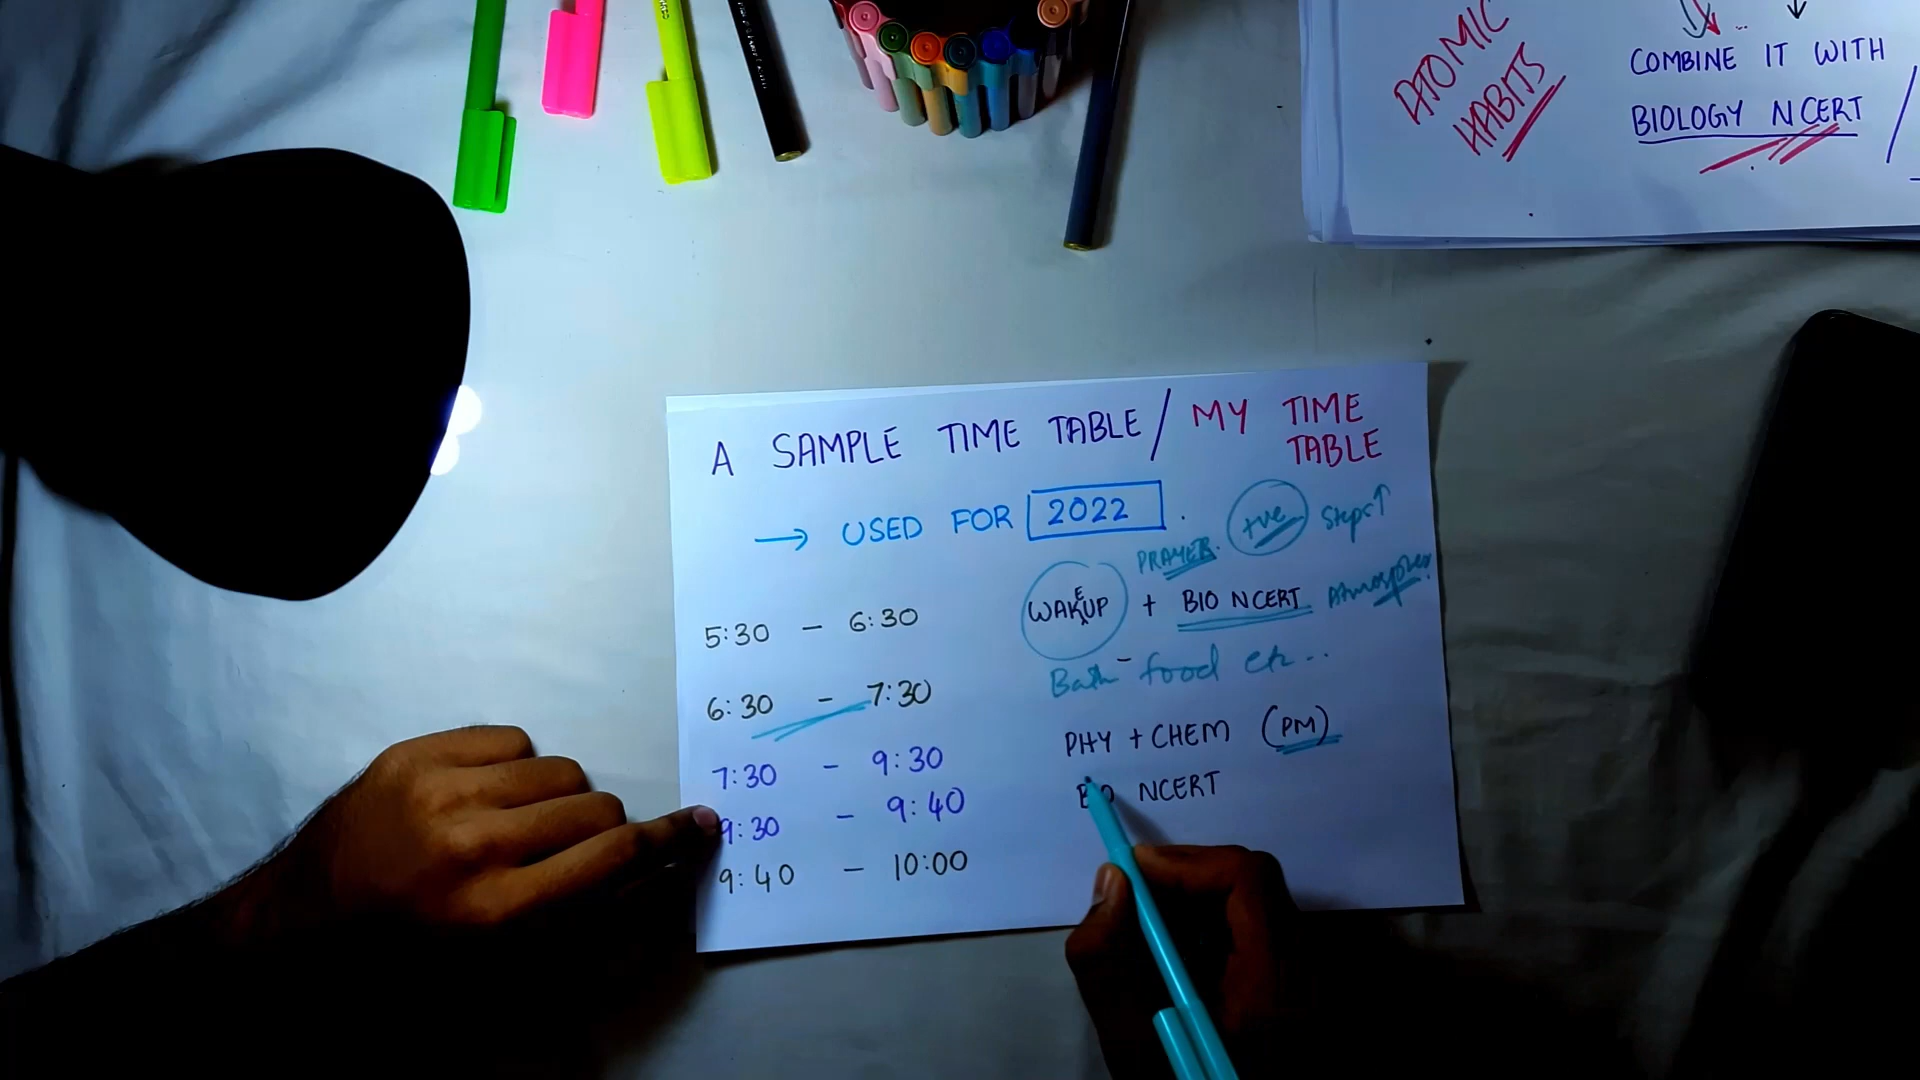 ATOMIC
HABITS
COMBINE IT WITH
BIOLOGY NCERT
A SAMPLE TIME TABLE / MY TIME
TABLE
→ USED FOR 2022.
PRAYER. +ve Steps↑
5:30 - 6:30 WAKEUP + BIO NCERT Atmosphere.
6:30 - 7:30 Bath - food etc...
7:30 - 9:30 PHY + CHEM (PM)
9:30 - 9:40 BIO NCERT
9:40 - 10:00